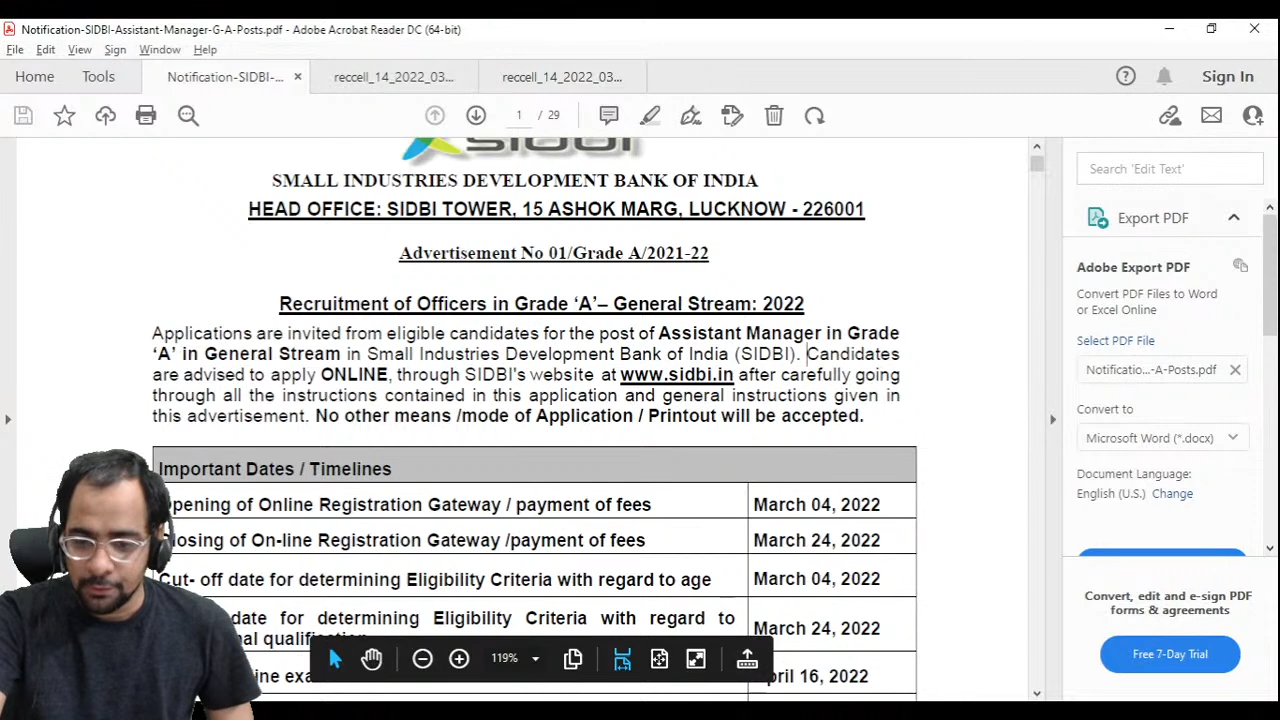 Notification-SIDBI-Assistant-Manager-G-A-Posts.pdf - Adobe Acrobat Reader DC (64-bit)
File Edit View Sign Window Help
Home Tools Notification-SIDBI-... reccell_14_2022_03... reccell_14_2022_03... Sign In
1 / 29
SIDBI
SMALL INDUSTRIES DEVELOPMENT BANK OF INDIA
HEAD OFFICE: SIDBI TOWER, 15 ASHOK MARG, LUCKNOW - 226001
Advertisement No 01/Grade A/2021-22
Recruitment of Officers in Grade ‘A’– General Stream: 2022
Applications are invited from eligible candidates for the post of Assistant Manager in Grade
‘A’ in General Stream in Small Industries Development Bank of India (SIDBI). Candidates
are advised to apply ONLINE, through SIDBI's website at www.sidbi.in after carefully going
through all the instructions contained in this application and general instructions given in
this advertisement. No other means /mode of Application / Printout will be accepted.
Important Dates / Timelines
Opening of Online Registration Gateway / payment of fees March 04, 2022
Closing of On-line Registration Gateway /payment of fees March 24, 2022
Cut- off date for determining Eligibility Criteria with regard to age March 04, 2022
date for determining Eligibility Criteria with regard to
March 24, 2022
April 16, 2022
119%
Search 'Edit Text'
Export PDF
Adobe Export PDF
Convert PDF Files to Word
or Excel Online
Select PDF File
Notificatio...-A-Posts.pdf
Convert to
Microsoft Word (*.docx)
Document Language:
English (U.S.) Change
Convert, edit and e-sign PDF
forms & agreements
Free 7-Day Trial